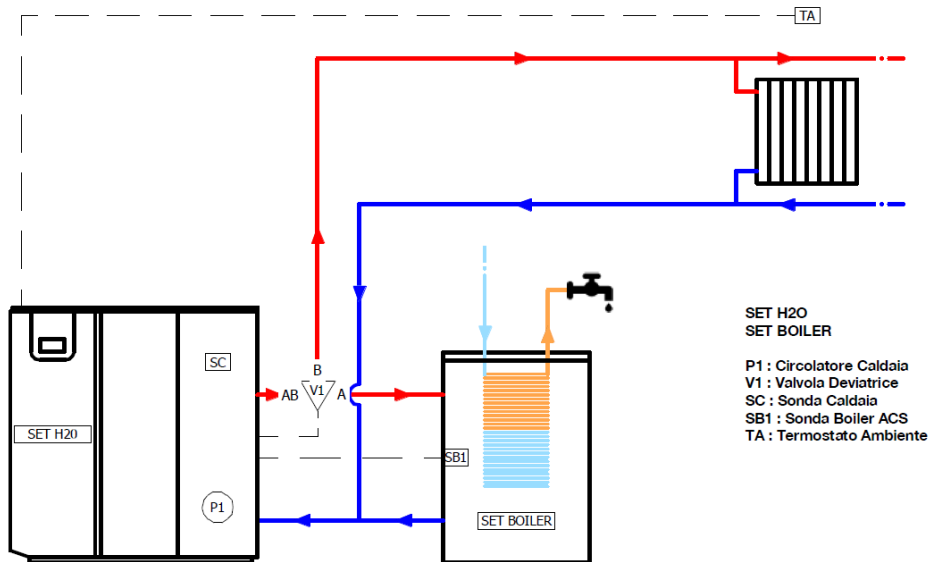 TA
SC
B
AB
V1
A
SET H20
SB1
P1
SET BOILER
SET H2O
SET BOILER
P1 : Circolatore Caldaia
V1 : Valvola Deviatrice
SC : Sonda Caldaia
SB1 : Sonda Boiler ACS
TA : Termostato Ambiente